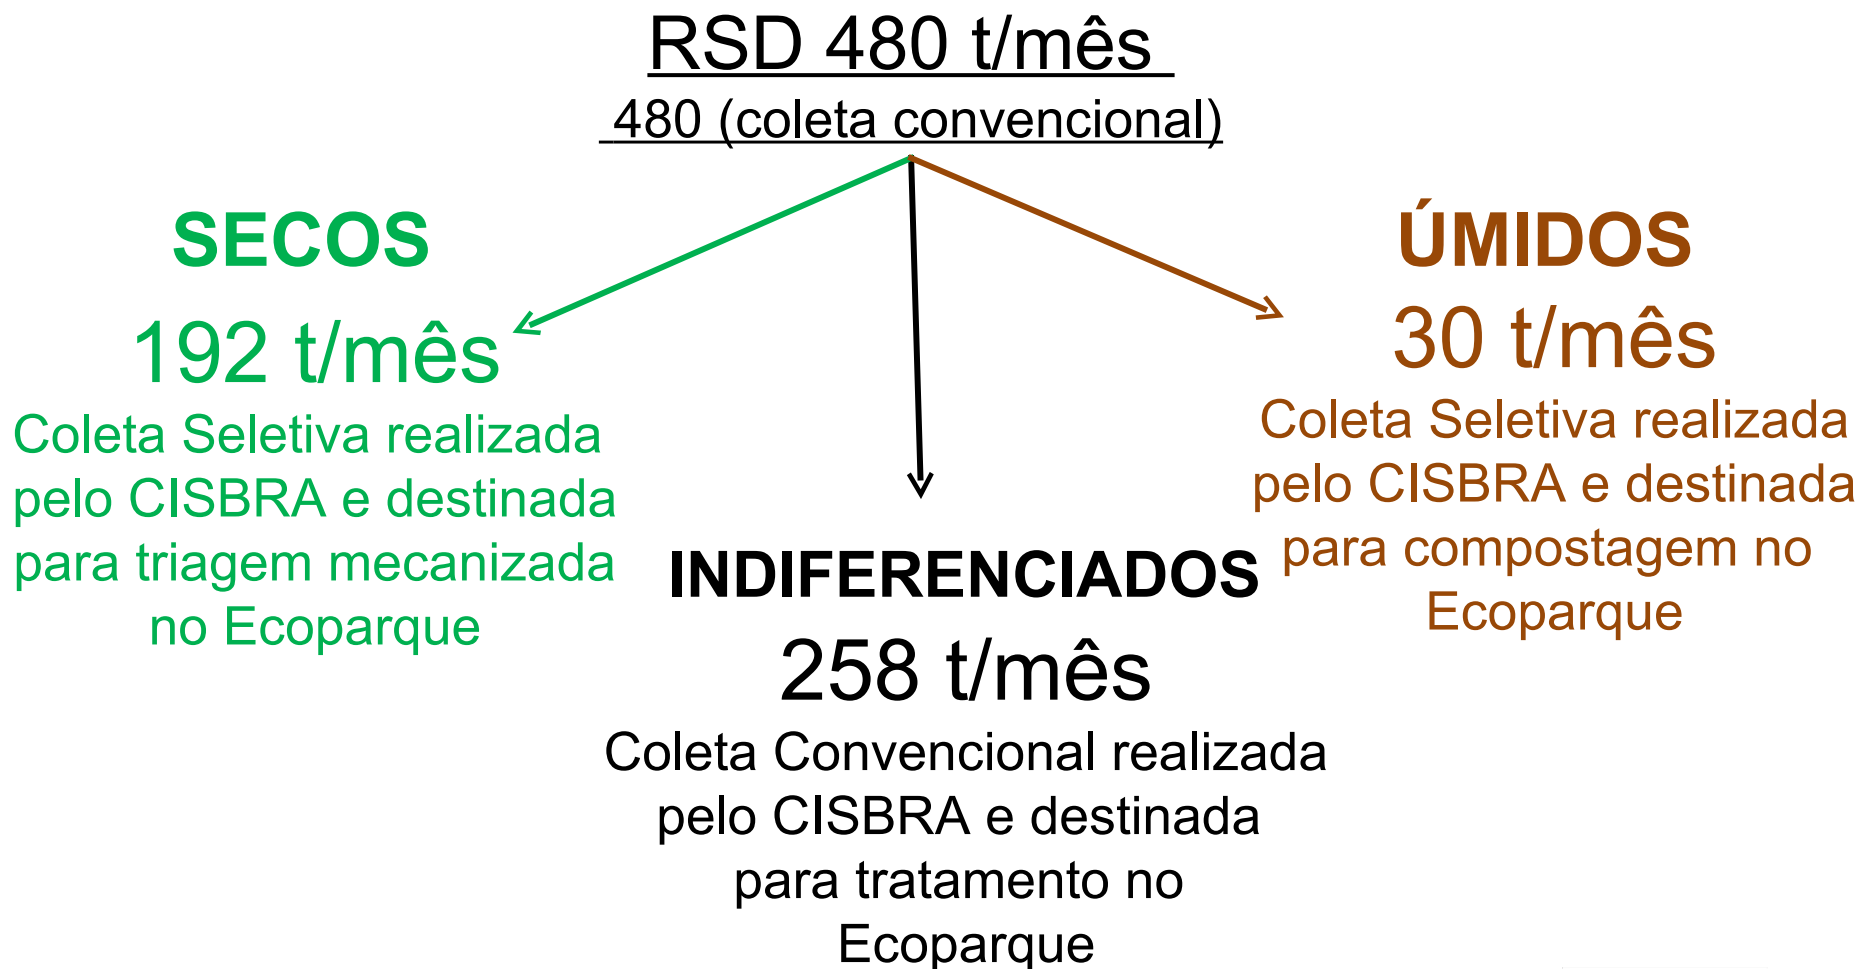 RSD 480 t/mês
480 (coleta convencional)
SECOS
192 t/mês
Coleta Seletiva realizada
pelo CISBRA e destinada
para triagem mecanizada
no Ecoparque
INDIFERENCIADOS
258 t/mês
Coleta Convencional realizada
pelo CISBRA e destinada
para tratamento no
Ecoparque
ÚMIDOS
30 t/mês
Coleta Seletiva realizada
pelo CISBRA e destinada
para compostagem no
Ecoparque